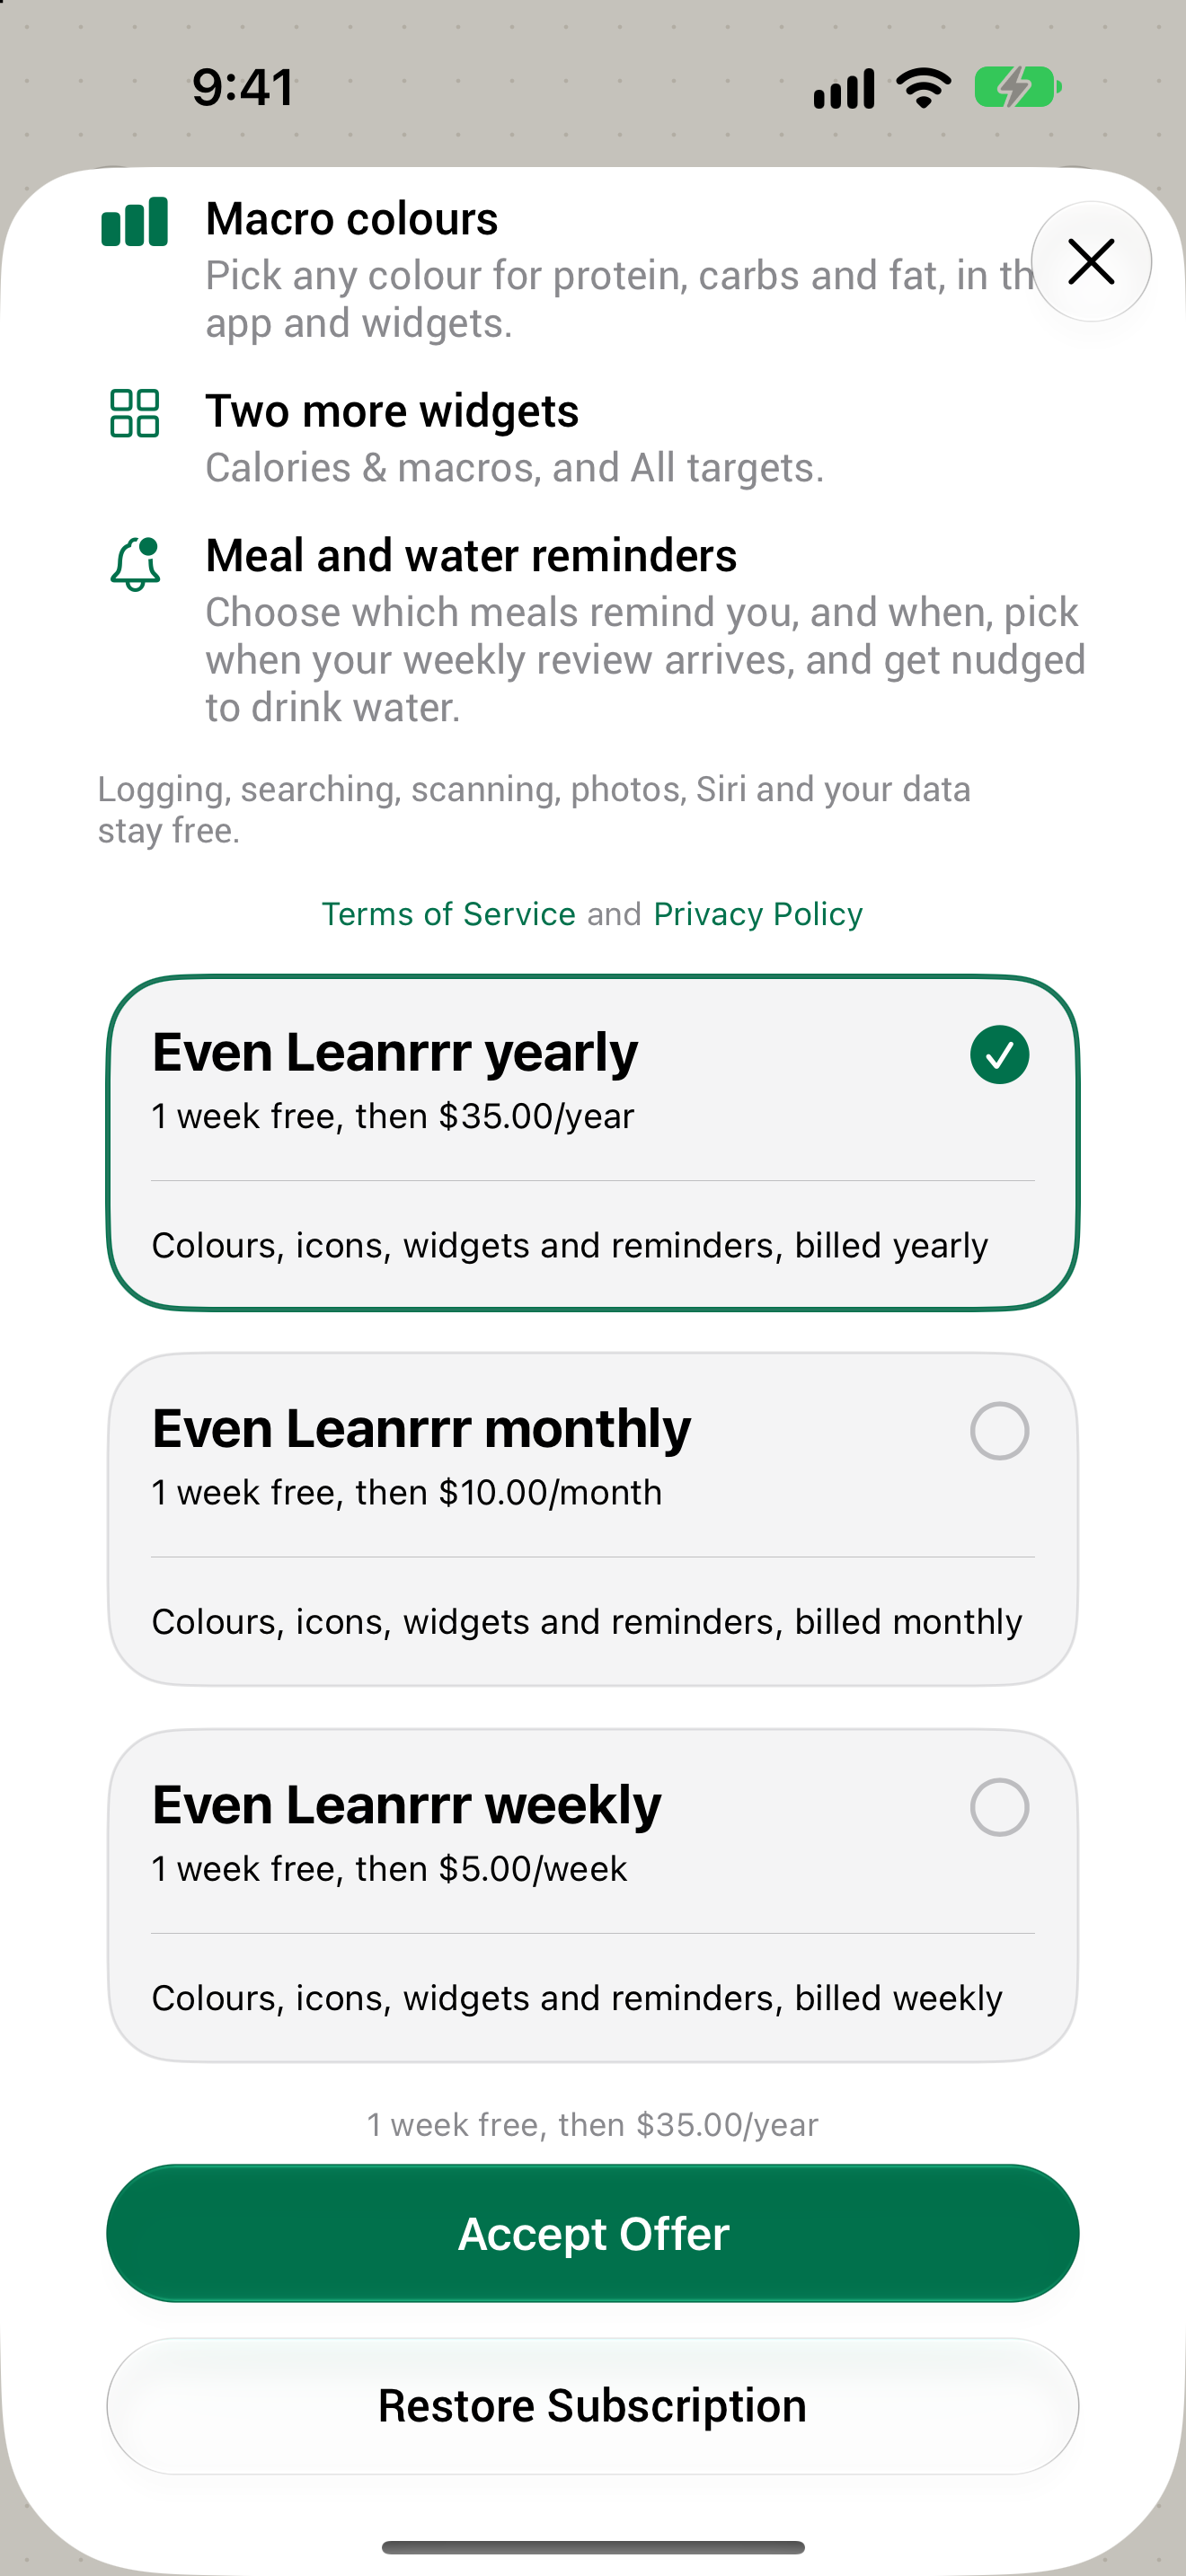 9:41
Macro colours
Pick any colour for protein, carbs and fat, in th
app and widgets.
Two more widgets
Calories & macros, and All targets.
Meal and water reminders
Choose which meals remind you, and when, pick
when your weekly review arrives, and get nudged
to drink water.
Logging, searching, scanning, photos, Siri and your data
stay free.
Terms of Service and Privacy Policy
Even Leanrrr yearly
1 week free, then $35.00/year
Colours, icons, widgets and reminders, billed yearly
Even Leanrrr monthly
1 week free, then $10.00/month
Colours, icons, widgets and reminders, billed monthly
Even Leanrrr weekly
1 week free, then $5.00/week
Colours, icons, widgets and reminders, billed weekly
1 week free, then $35.00/year
Accept Offer
Restore Subscription